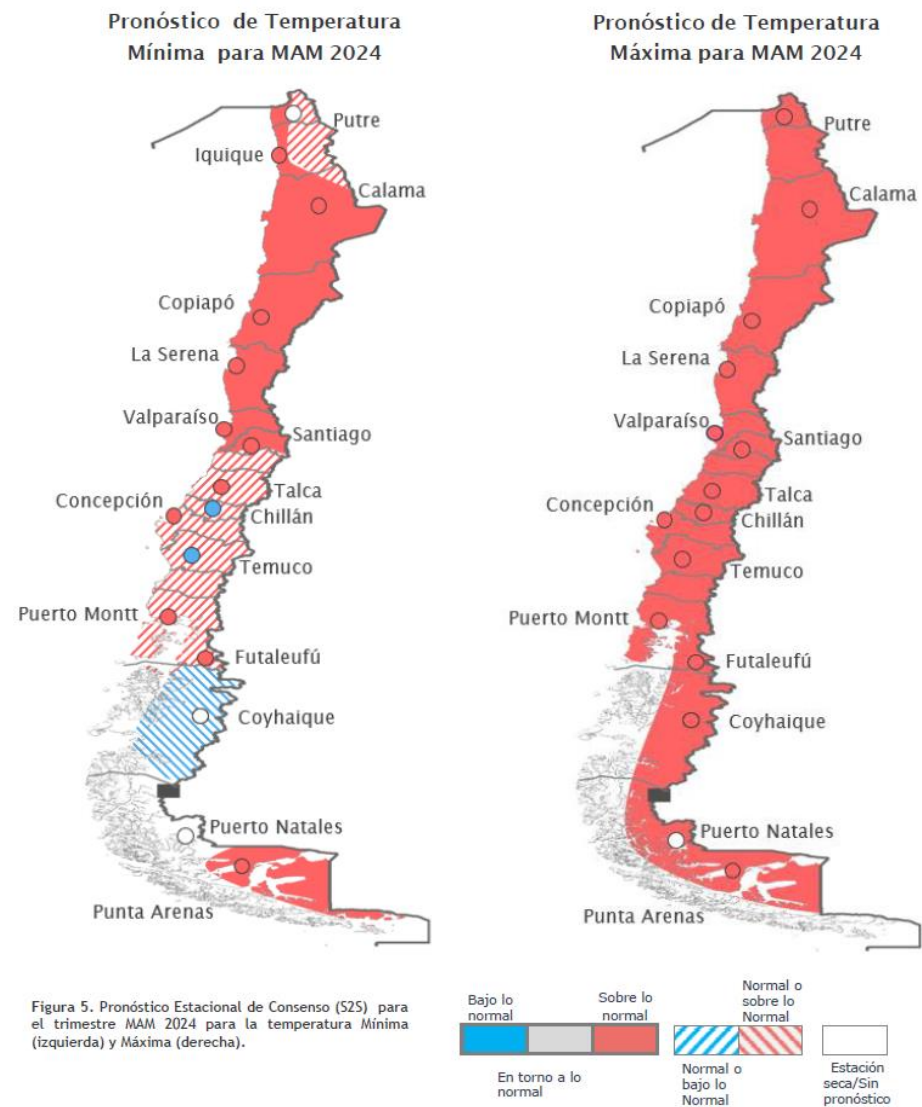 Pronóstico de Temperatura
Mínima para MAM 2024
Putre
Iquique
Calama
Copiapó
La Serena
Valparaíso
Santiago
Talca
Concepción
Chillán
Temuco
Puerto Montt
Futaleufú
Coyhaique
Puerto Natales
Punta Arenas
Pronóstico de Temperatura
Máxima para MAM 2024
Putre
Calama
Copiapó
La Serena
Valparaíso
Santiago
Talca
Concepción
Chillán
Temuco
Puerto Montt
Futaleufú
Coyhaique
Puerto Natales
Punta Arenas
Figura 5. Pronóstico Estacional de Consenso (S2S) para
el trimestre MAM 2024 para la temperatura Mínima
(izquierda) y Máxima (derecha).
Bajo lo
normal
Sobre lo
normal
En torno a lo
normal
Normal o
sobre lo
Normal
Normal o
bajo lo
Normal
Estación
seca/Sin
pronóstico